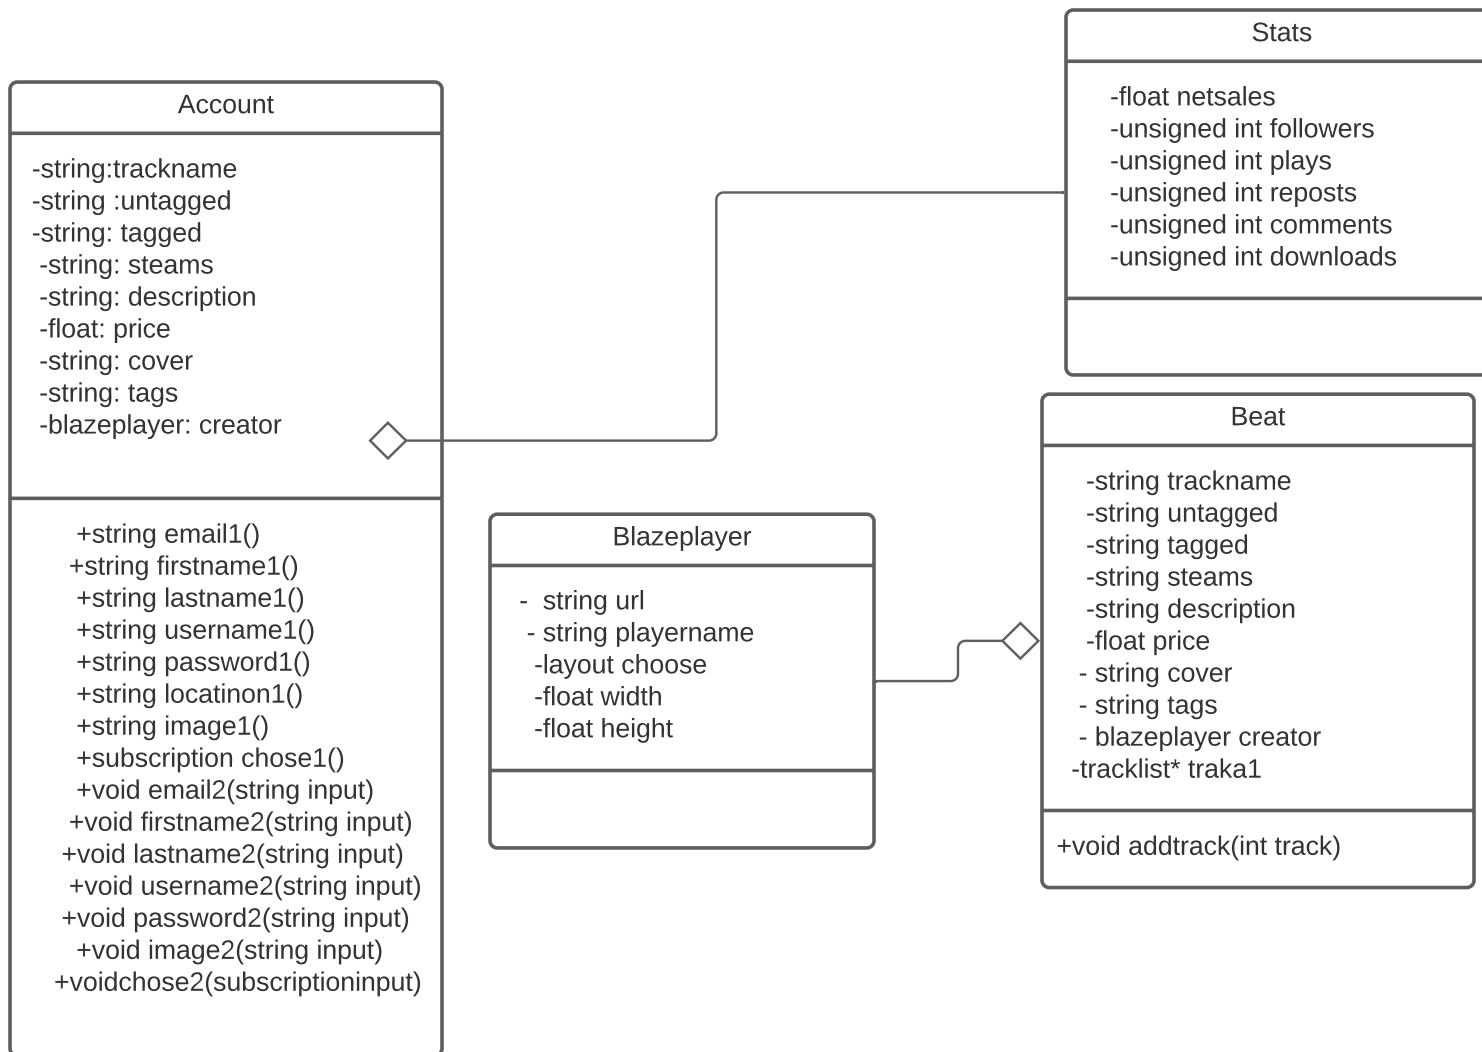 Account
-string:trackname
-string :untagged
-string: tagged
-string: steams
-string: description
-float: price
-string: cover
-string: tags
-blazeplayer: creator
+string email1()
+string firstname1()
+string lastname1()
+string username1()
+string password1()
+string locatinon1()
+string image1()
+subscription chose1()
+void email2(string input)
+void firstname2(string input)
+void lastname2(string input)
+void username2(string input)
+void password2(string input)
+void image2(string input)
+voidchose2(subscriptioninput)
Blazeplayer
- string url
- string playername
-layout choose
-float width
-float height
Stats
-float netsales
-unsigned int followers
-unsigned int plays
-unsigned int reposts
-unsigned int comments
-unsigned int downloads
Beat
-string trackname
-string untagged
-string tagged
-string steams
-string description
-float price
- string cover
- string tags
- blazeplayer creator
-tracklist* traka1
+void addtrack(int track)